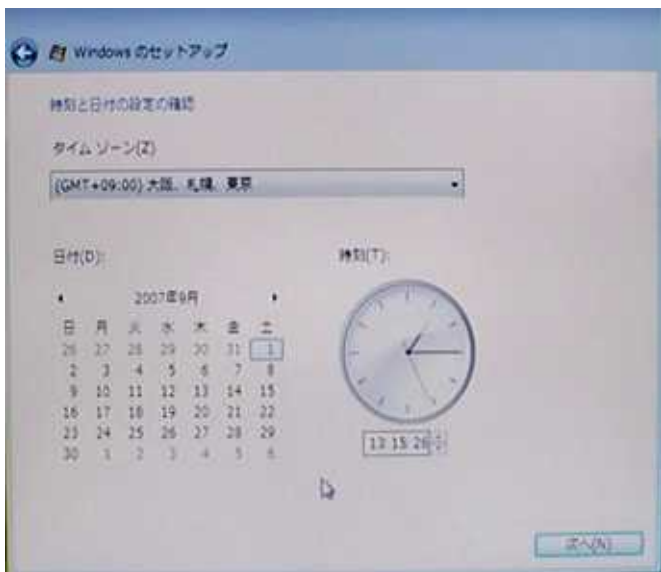 Windows のセットアップ
時刻と日付の設定の確認
タイム ゾーン(Z)
(GMT+09:00) 大阪、札幌、東京
日付(D):
時刻(T):
2007年9月
日 月 火 水 木 金 土
26 27 28 29 30 31 1
2 3 4 5 6 7 8
9 10 11 12 13 14 15
16 17 18 19 20 21 22
23 24 25 26 27 28 29
30 1 2 3 4 5 6
13:15:26
次へ(N)